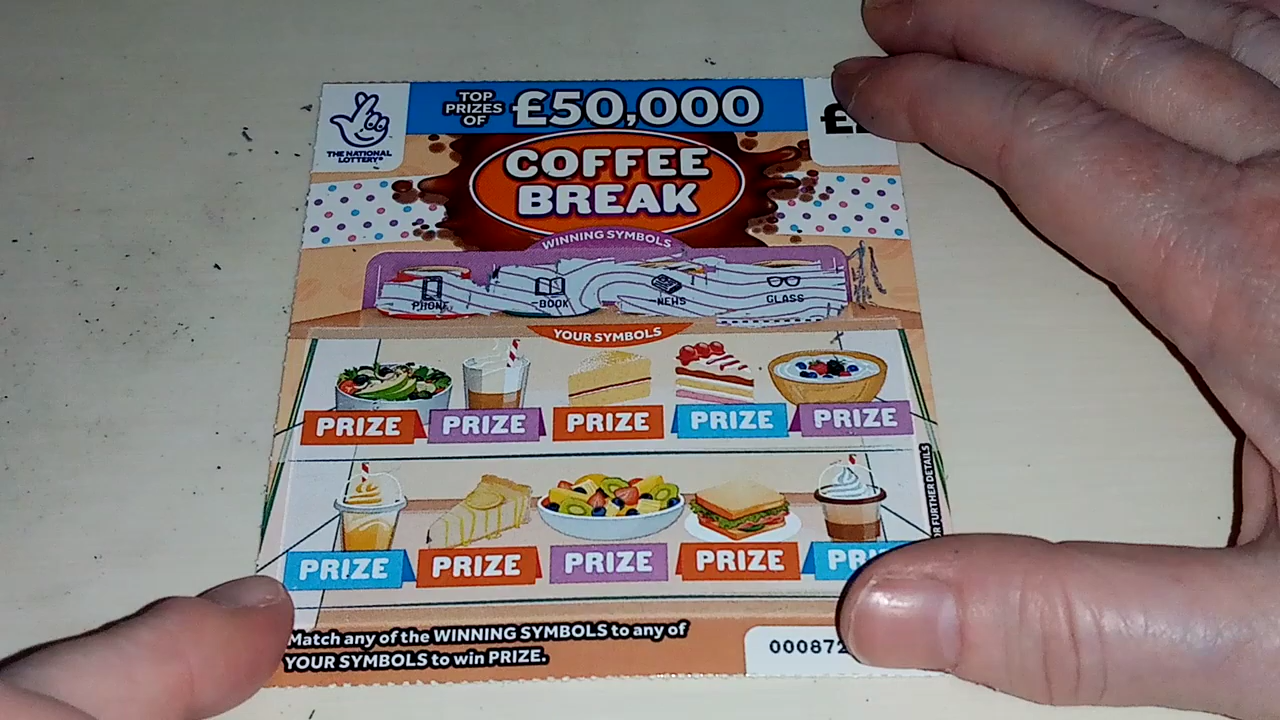 TOP
PRIZES
OF
£50,000
THE NATIONAL
LOTTERY®
COFFEE
BREAK
WINNING SYMBOLS
PHONE
BOOK
NEWS
GLASS
YOUR SYMBOLS
PRIZE PRIZE PRIZE PRIZE PRIZE
PRIZE PRIZE PRIZE PRIZE
FURTHER DETAILS
Match any of the WINNING SYMBOLS to any of
YOUR SYMBOLS to win PRIZE.